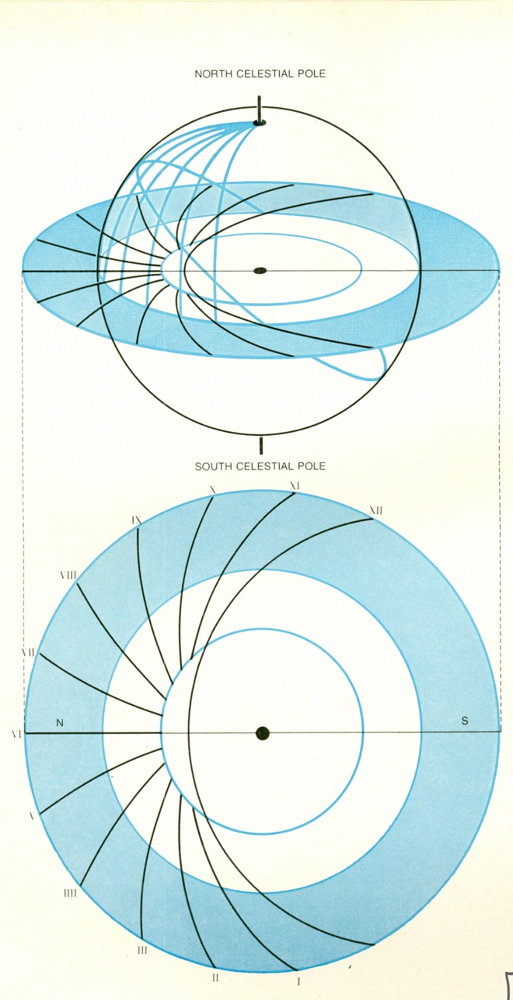 NORTH CELESTIAL POLE
SOUTH CELESTIAL POLE
XI
X
XII
IX
VIII
VII
N
S
VI
V
IIII
III
II
I